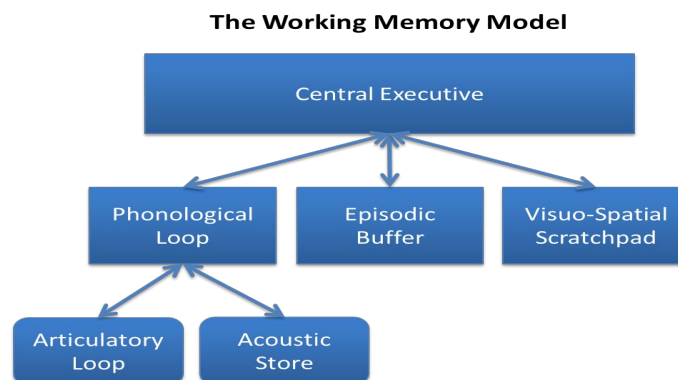 The Working Memory Model
Central Executive
Phonological
Loop
Episodic
Buffer
Visuo-Spatial
Scratchpad
Articulatory
Loop
Acoustic
Store